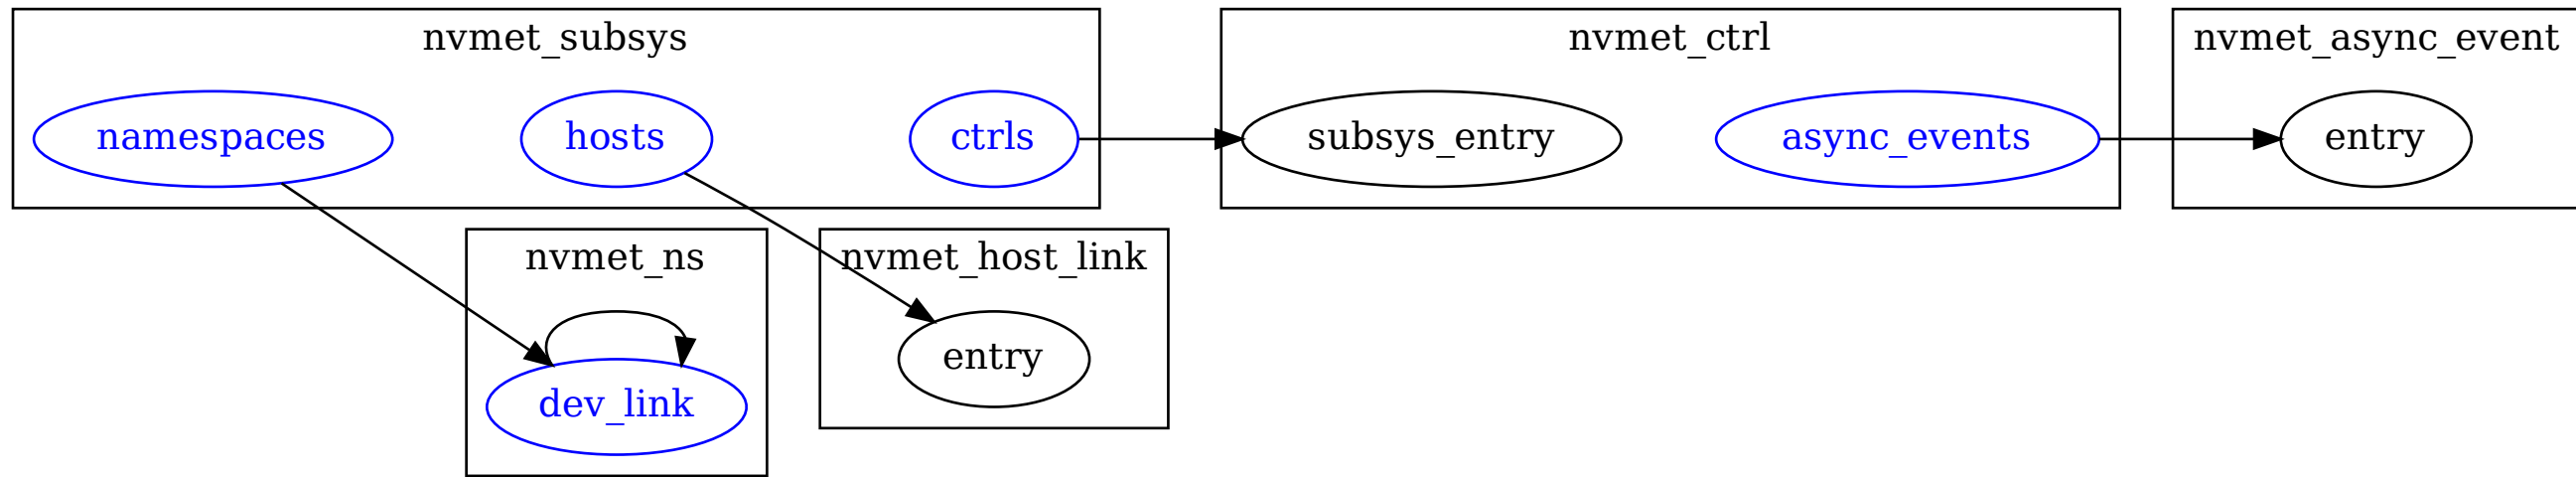 nvmet_subsys
namespaces
hosts
ctrls
nvmet_ctrl
subsys_entry
async_events
nvmet_async_event
entry
nvmet_ns
dev_link
nvmet_host_link
entry